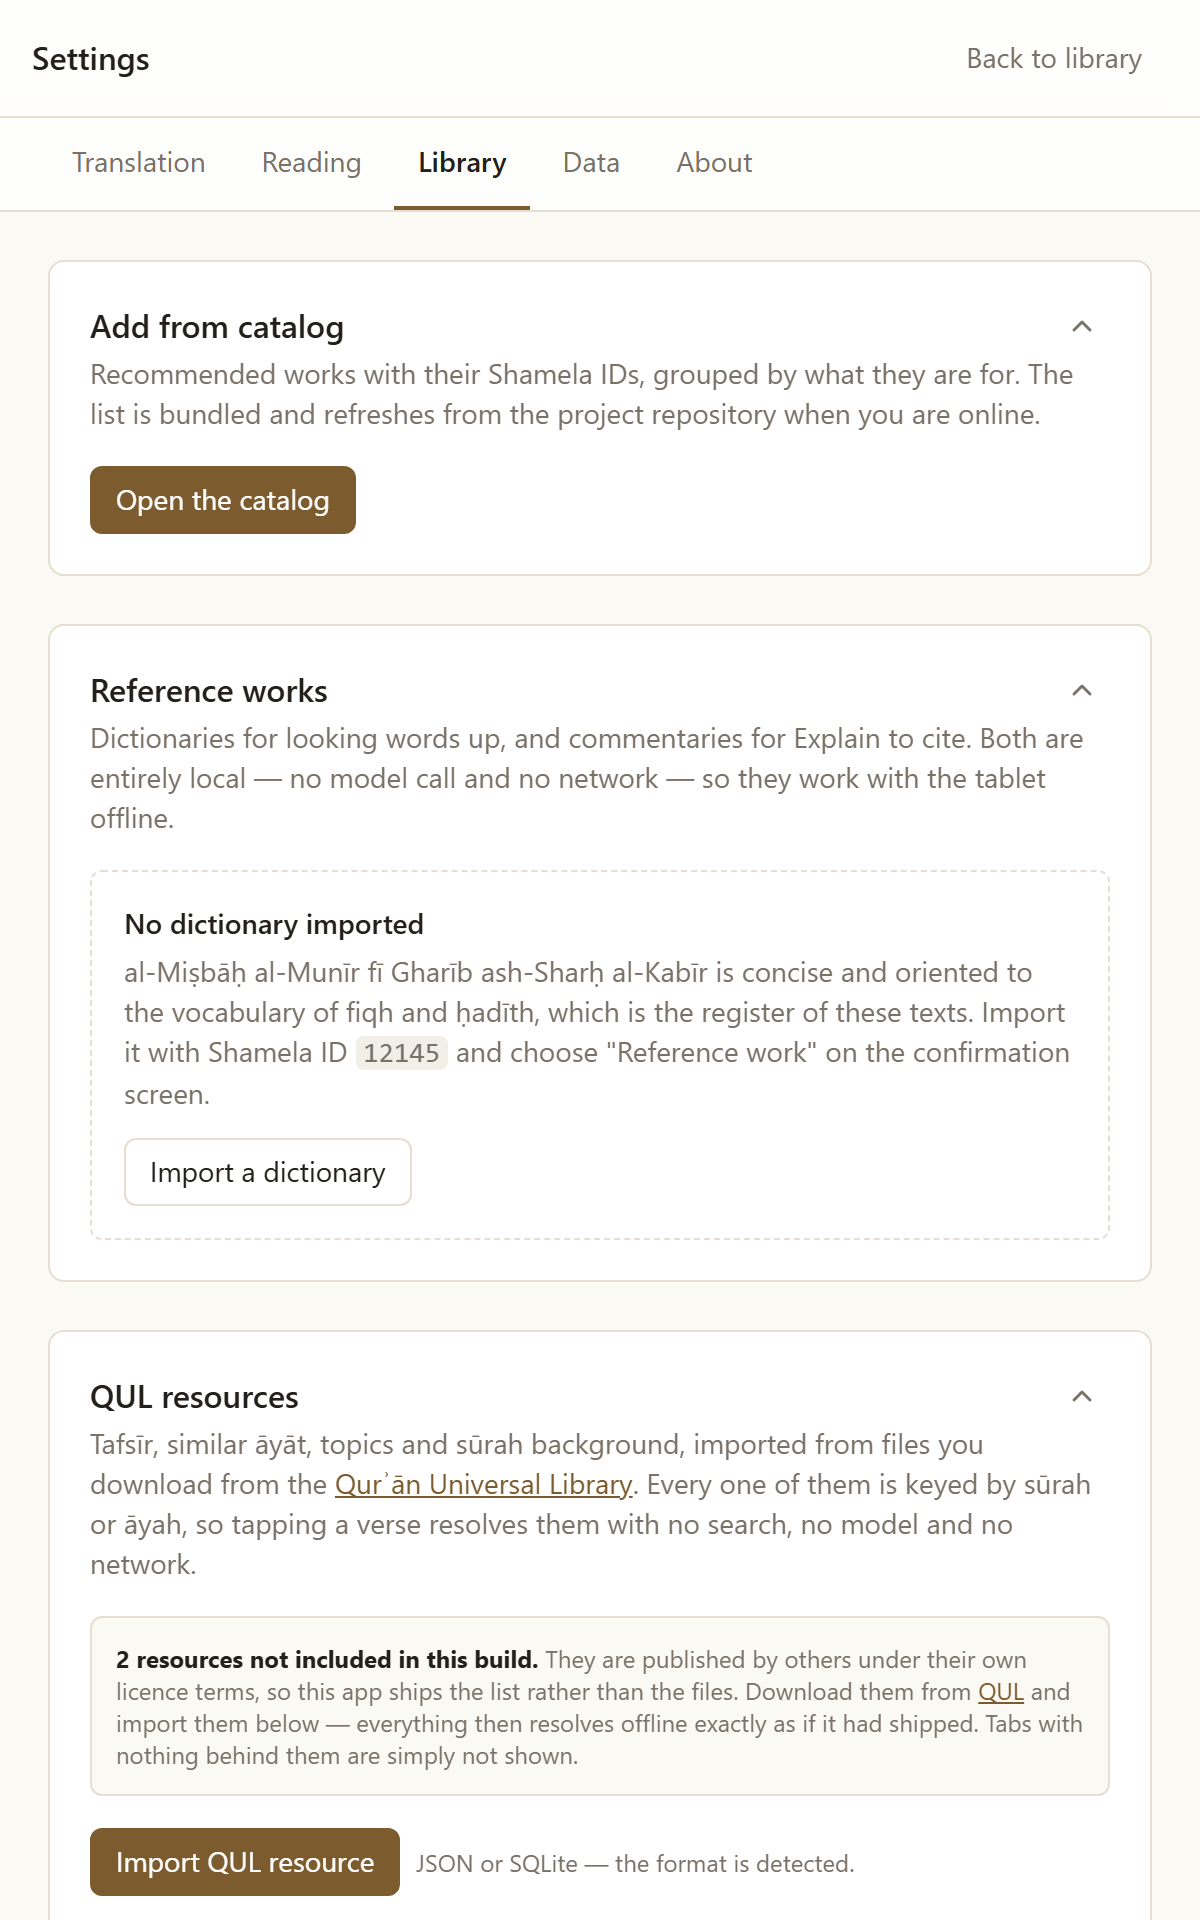 Settings
Back to library
Translation
Reading
Library
Data
About
Add from catalog
Recommended works with their Shamela IDs, grouped by what they are for. The
list is bundled and refreshes from the project repository when you are online.
Open the catalog
Reference works
Dictionaries for looking words up, and commentaries for Explain to cite. Both are
entirely local — no model call and no network — so they work with the tablet
offline.
No dictionary imported
al-Miṣbāḥ al-Munīr fī Gharīb ash-Sharḥ al-Kabīr is concise and oriented to
the vocabulary of fiqh and ḥadīth, which is the register of these texts. Import
it with Shamela ID 12145 and choose "Reference work" on the confirmation
screen.
Import a dictionary
QUL resources
Tafsīr, similar āyāt, topics and sūrah background, imported from files you
download from the Qurʾān Universal Library. Every one of them is keyed by sūrah
or āyah, so tapping a verse resolves them with no search, no model and no
network.
2 resources not included in this build. They are published by others under their own
licence terms, so this app ships the list rather than the files. Download them from QUL and
import them below — everything then resolves offline exactly as if it had shipped. Tabs with
nothing behind them are simply not shown.
Import QUL resource
JSON or SQLite — the format is detected.